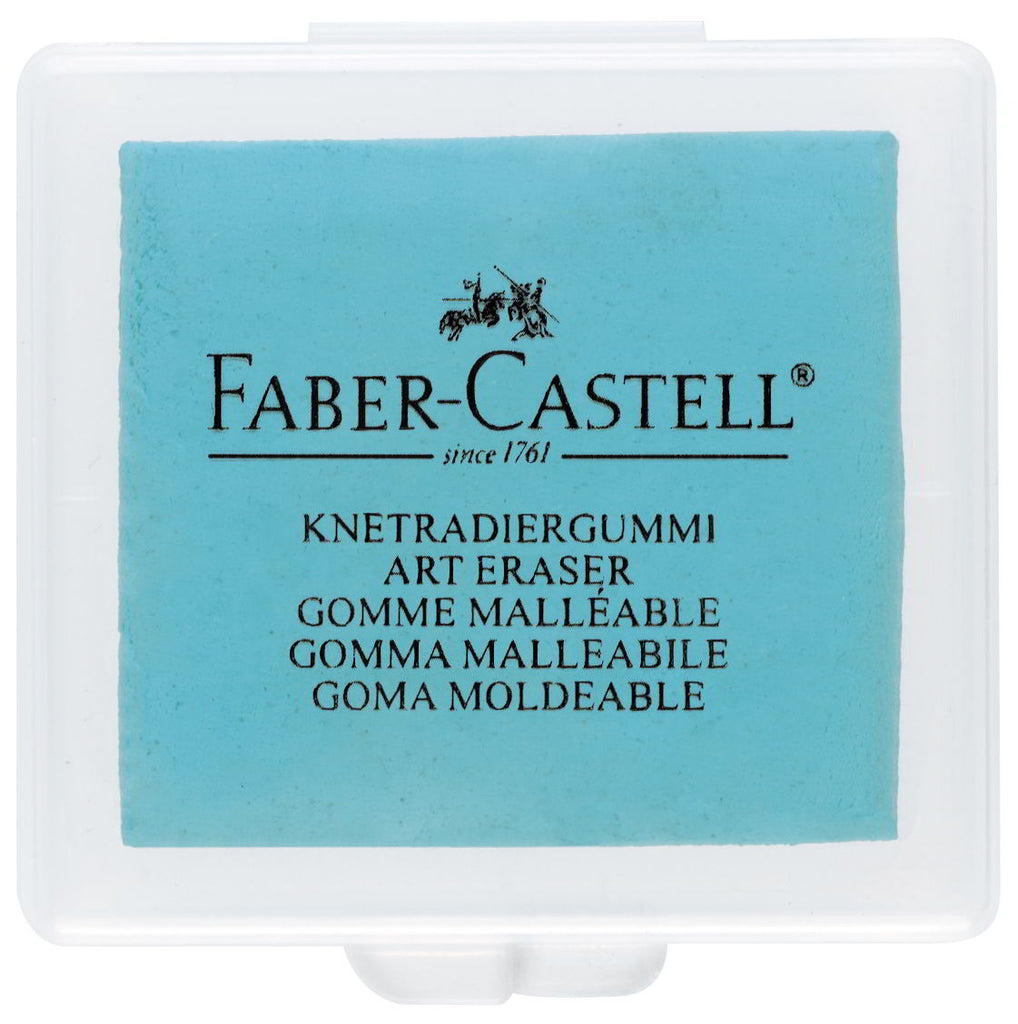 FABER-CASTELL®
since 1761
KNETRADIERGUMMI
ART ERASER
GOMME MALLÉABLE
GOMMA MALLEABILE
GOMA MOLDEABLE